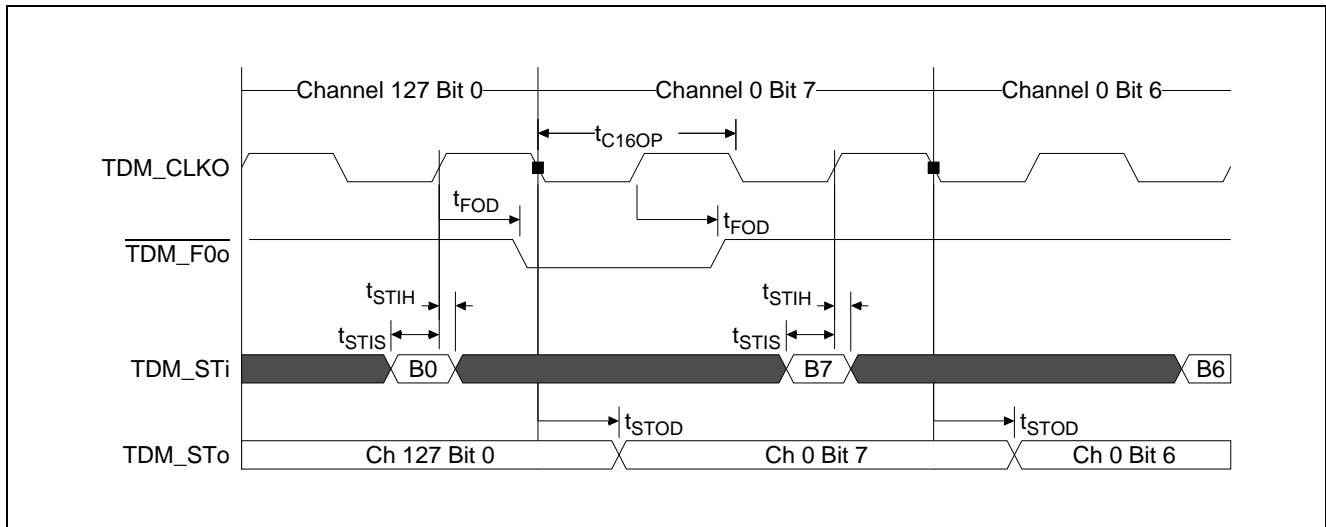 Channel 127 Bit 0 Channel 0 Bit 7 Channel 0 Bit 6
tC16OP
TDM_CLKO
tFOD tFOD
TDM_F0o
tSTIH tSTIH
tSTIS tSTIS
TDM_STi B0 B7 B6
tSTOD tSTOD
TDM_STo Ch 127 Bit 0 Ch 0 Bit 7 Ch 0 Bit 6